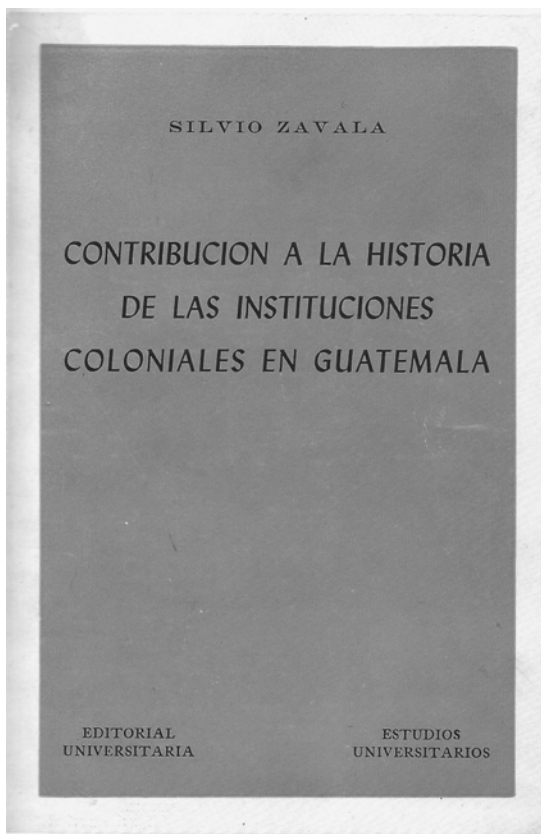 SILVIO ZAVALA
CONTRIBUCION A LA HISTORIA
DE LAS INSTITUCIONES
COLONIALES EN GUATEMALA
EDITORIAL
UNIVERSITARIA
ESTUDIOS
UNIVERSITARIOS